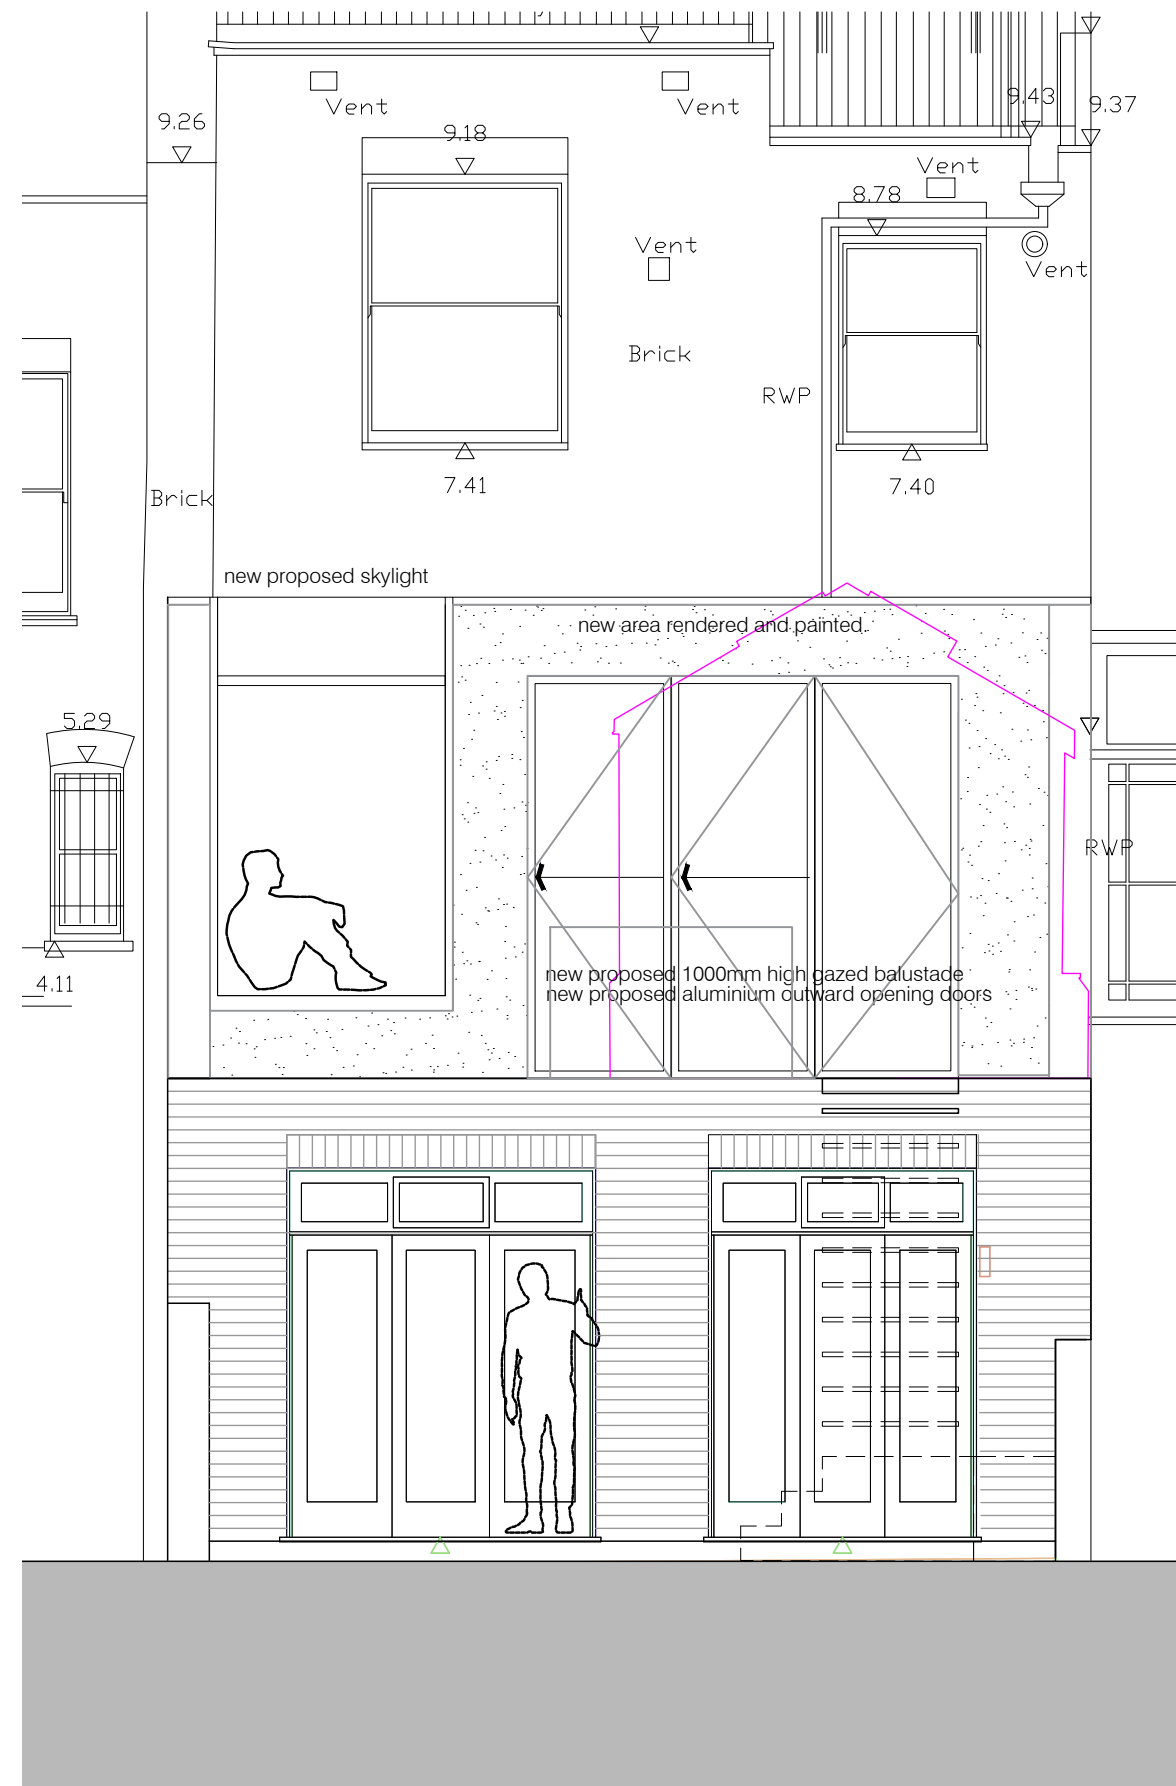 Vent
Vent
9.43
9.37
9.26
9.18
Vent
8.78
Vent
Vent
Brick
RWP
7.41
7.40
Brick
new proposed skylight
new area rendered and painted.
5.29
RWP
new proposed 1000mm high gazed balustade
4.11
new proposed aluminium outward opening doors